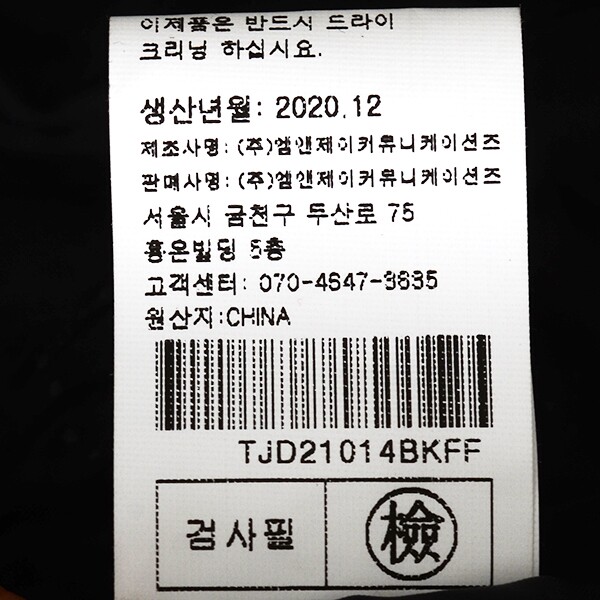 이제품은 반드시 드라이
크리닝 하십시요.
생산년월: 2020.12
제조사명: (주)엠앤제이커뮤니케이션즈
판매사명: (주)엠앤제이커뮤니케이션즈
서울시 금천구 두산로 75
흥은빌딩 5층
고객센터: 070-4647-3635
원산지:CHINA
TJD21014BKFF
검사필 檢